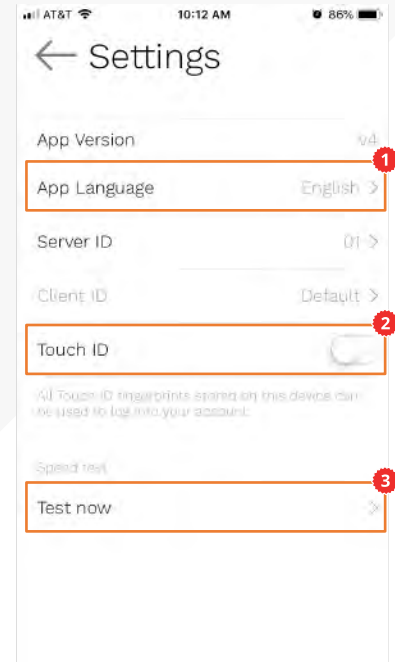 AT&T 10:12 AM 86%
Settings
App Version v4
1
App Language English
Server ID 01
Client ID Default
2
Touch ID
All Touch ID fingerprints stored on this device can
be used to log into your account.
Speed test
3
Test now